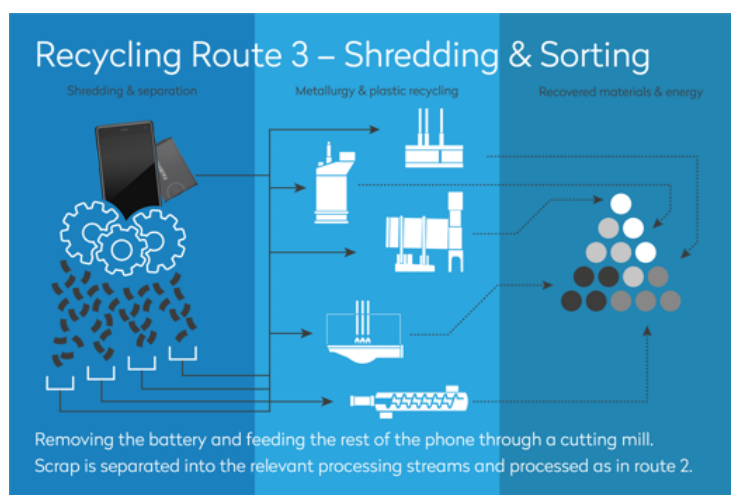 Recycling Route 3 – Shredding & Sorting
Shredding & separation
Metallurgy & plastic recycling
Recovered materials & energy
Removing the battery and feeding the rest of the phone through a cutting mill.
Scrap is separated into the relevant processing streams and processed as in route 2.